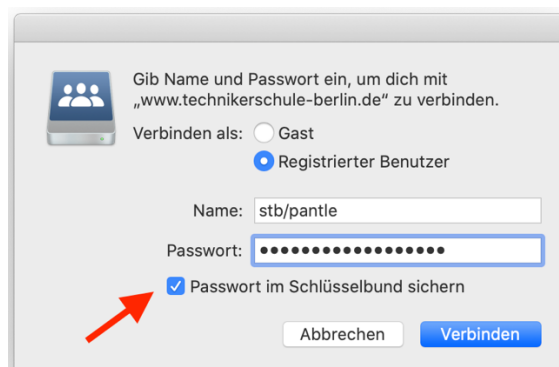 Gib Name und Passwort ein, um dich mit
„www.technikerschule-berlin.de“ zu verbinden.
Verbinden als: Gast
Registrierter Benutzer
Name: stb/pantle
Passwort: ••••••••••••••••••
Passwort im Schlüsselbund sichern
Abbrechen Verbinden